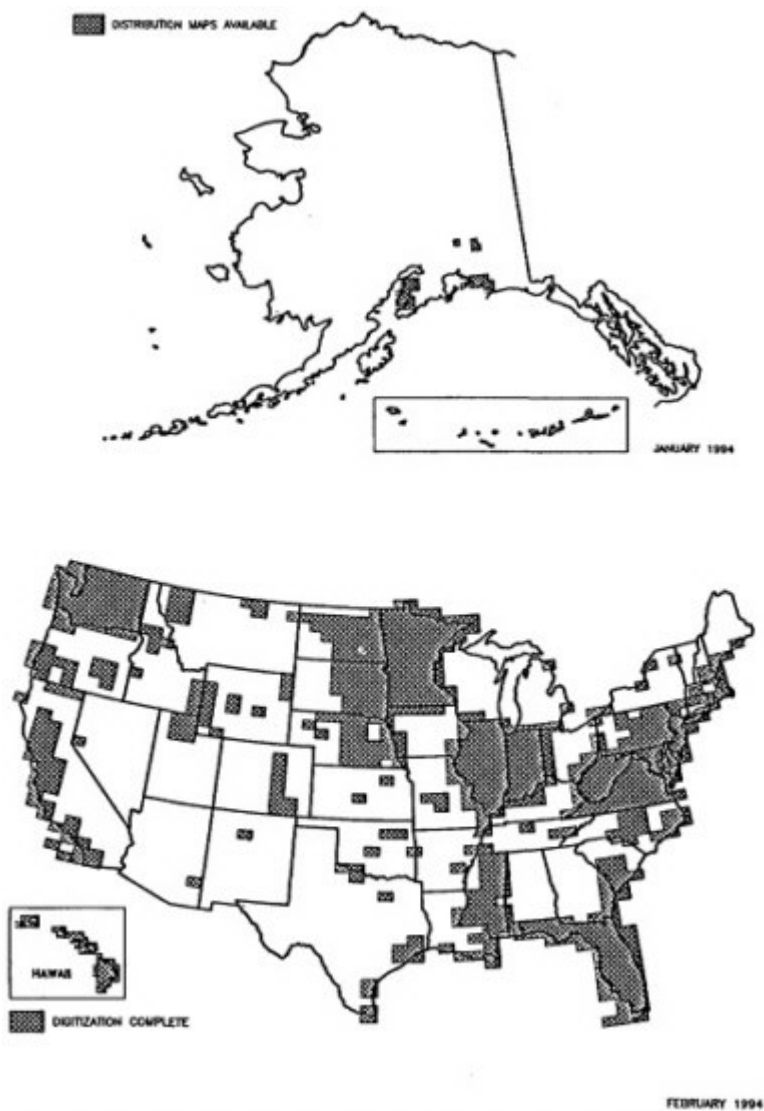 DISTRIBUTION MAPS AVAILABLE
JANUARY 1994
HAWAII
DIGITIZATION COMPLETE
FEBRUARY 1994